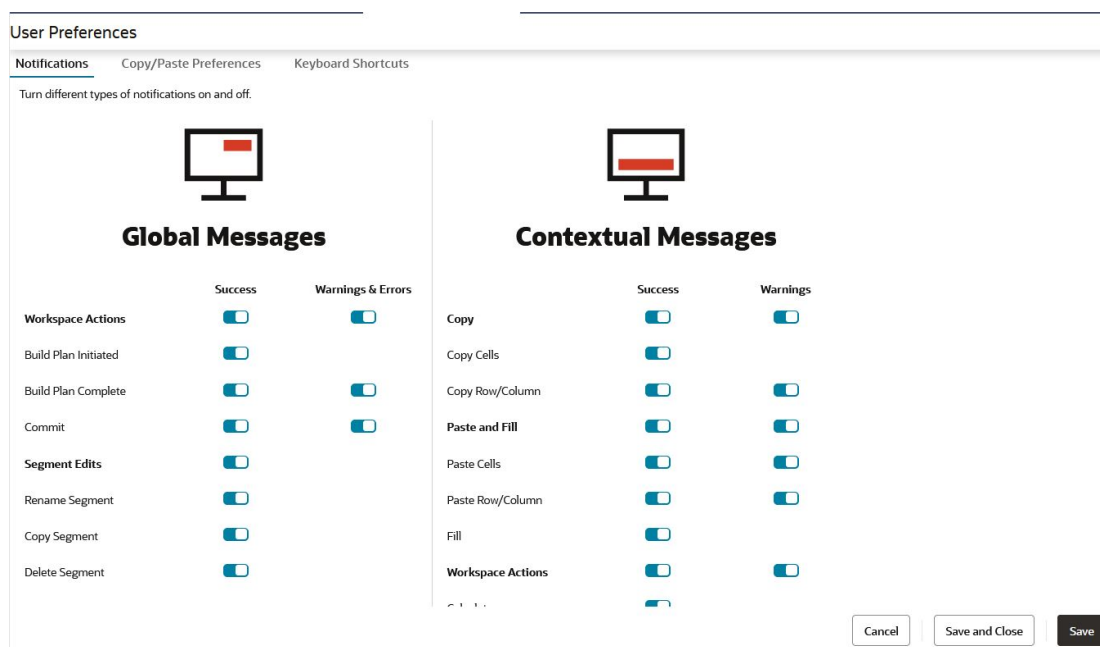 User Preferences
Notifications Copy/Paste Preferences Keyboard Shortcuts
Turn different types of notifications on and off.
Global Messages
Success Warnings & Errors
Workspace Actions
Build Plan Initiated
Build Plan Complete
Commit
Segment Edits
Rename Segment
Copy Segment
Delete Segment
Contextual Messages
Success Warnings
Copy
Copy Cells
Copy Row/Column
Paste and Fill
Paste Cells
Paste Row/Column
Fill
Workspace Actions
Cancel Save and Close Save